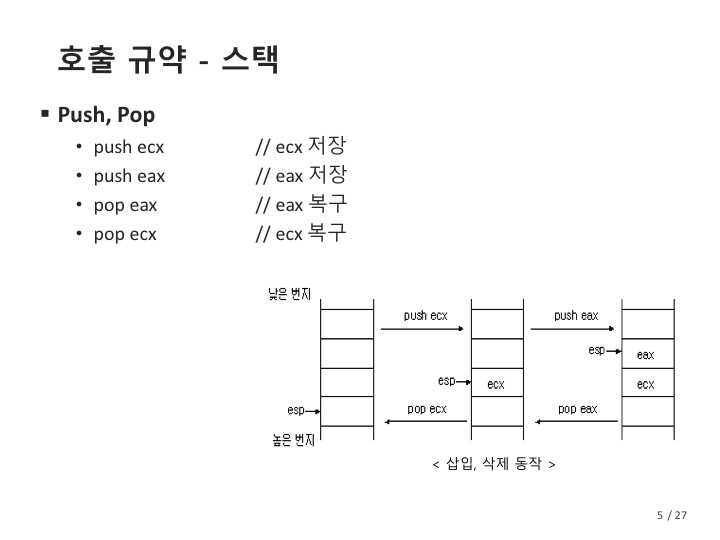 호출 규약 - 스택
▪ Push, Pop
• push ecx // ecx 저장
• push eax // eax 저장
• pop eax // eax 복구
• pop ecx // ecx 복구
낮은 번지
push ecx
push eax
esp
eax
esp
ecx
ecx
esp
pop ecx
pop eax
높은 번지
< 삽입, 삭제 동작 >
5 / 27